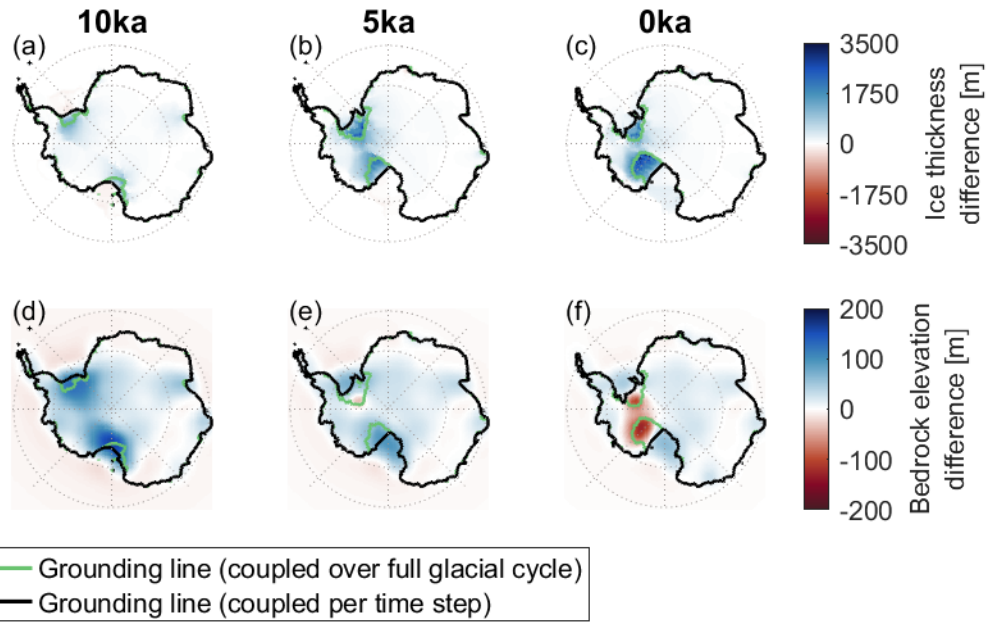 10ka
5ka
0ka
(a)
(b)
(c)
3500
1750
0
-1750
-3500
Ice thickness
difference [m]
(d)
(e)
(f)
200
100
0
-100
-200
Bedrock elevation
difference [m]
Grounding line (coupled over full glacial cycle)
Grounding line (coupled per time step)